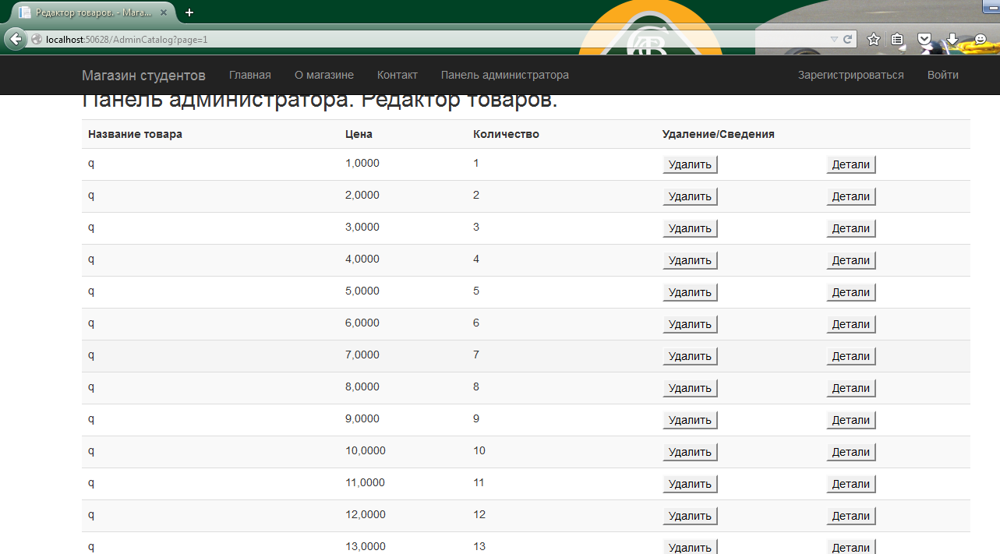 Редактор товаров. - Мага...
localhost:50628/AdminCatalog?page=1
Магазин студентов Главная О магазине Контакт Панель администратора Зарегистрироваться Войти
Панель администратора. Редактор товаров.
Название товара Цена Количество Удаление/Сведения
q 1,0000 1 Удалить Детали
q 2,0000 2 Удалить Детали
q 3,0000 3 Удалить Детали
q 4,0000 4 Удалить Детали
q 5,0000 5 Удалить Детали
q 6,0000 6 Удалить Детали
q 7,0000 7 Удалить Детали
q 8,0000 8 Удалить Детали
q 9,0000 9 Удалить Детали
q 10,0000 10 Удалить Детали
q 11,0000 11 Удалить Детали
q 12,0000 12 Удалить Детали
q 13,0000 13 Удалить Детали